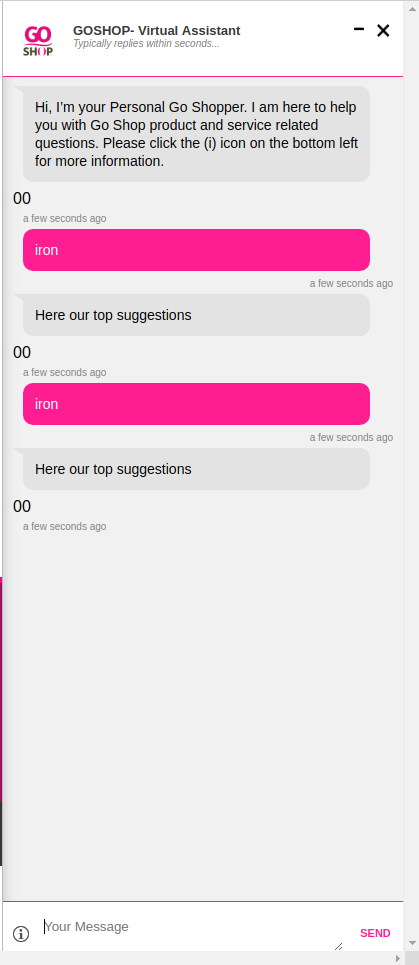 GO
SHOP
GOSHOP- Virtual Assistant
Typically replies within seconds...
Hi, I'm your Personal Go Shopper. I am here to help
you with Go Shop product and service related
questions. Please click the (i) icon on the bottom left
for more information.
00
a few seconds ago
iron
a few seconds ago
Here our top suggestions
00
a few seconds ago
iron
a few seconds ago
Here our top suggestions
00
a few seconds ago
Your Message
SEND